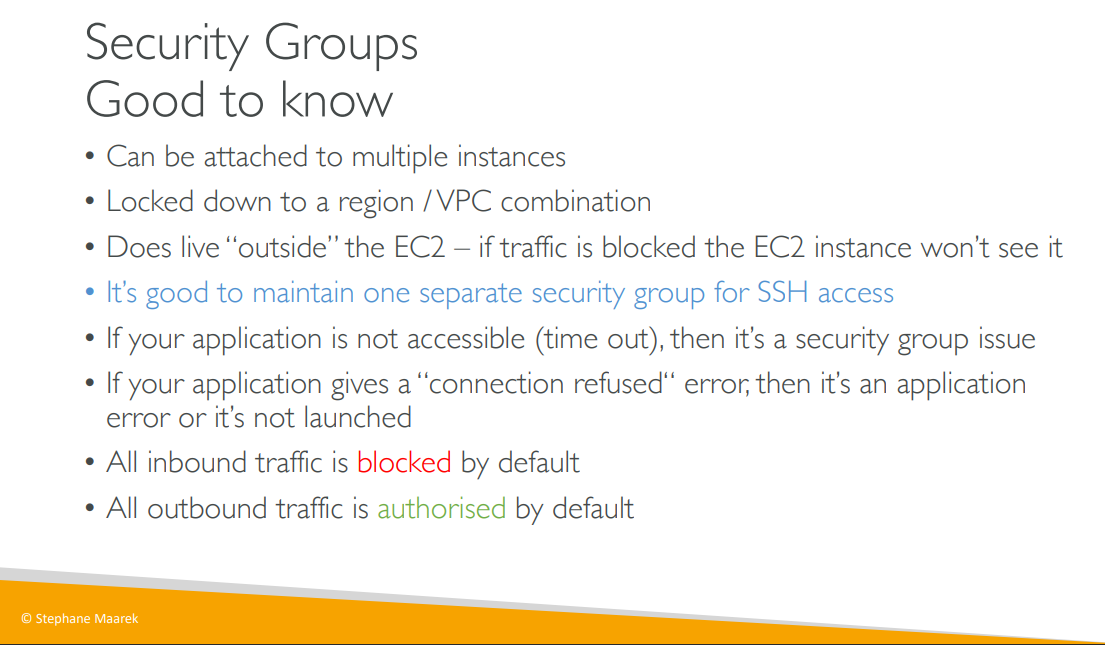 Security Groups
Good to know
• Can be attached to multiple instances
• Locked down to a region / VPC combination
• Does live “outside” the EC2 – if traffic is blocked the EC2 instance won’t see it
• It’s good to maintain one separate security group for SSH access
• If your application is not accessible (time out), then it’s a security group issue
• If your application gives a “connection refused“ error, then it’s an application
error or it’s not launched
• All inbound traffic is blocked by default
• All outbound traffic is authorised by default
© Stephane Maarek